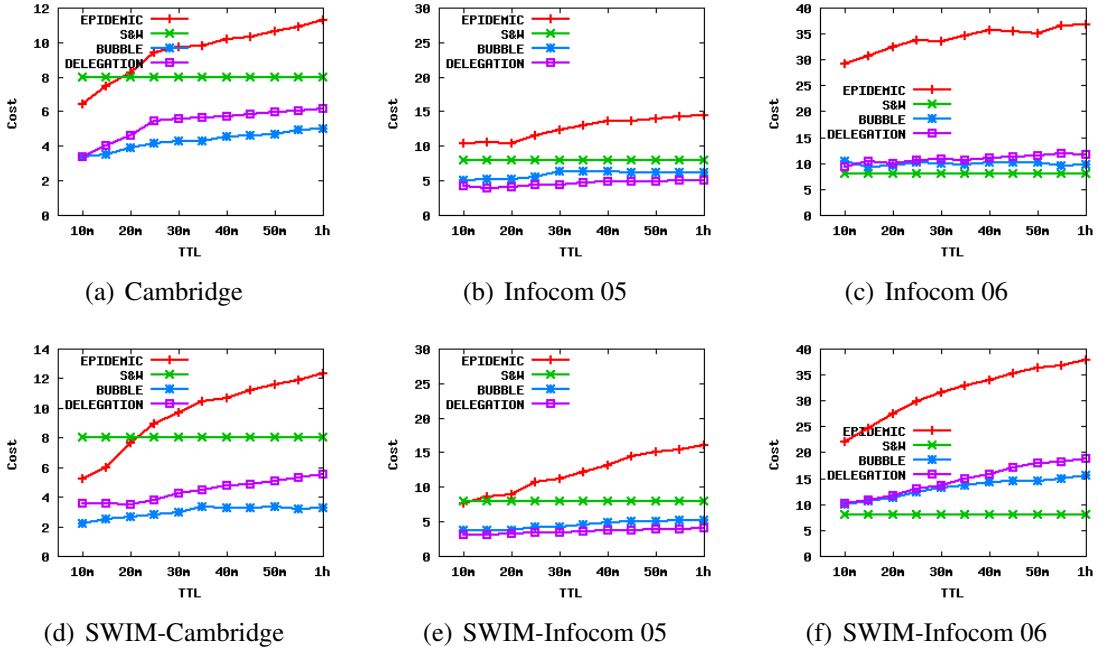 12
10
8
6
4
2
0
Cost
EPIDEMIC
S&W
BUBBLE
DELEGATION
10m 20m 30m 40m 50m 1h
TTL
(a) Cambridge
30
25
20
15
10
5
0
Cost
EPIDEMIC
S&W
BUBBLE
DELEGATION
10m 20m 30m 40m 50m 1h
TTL
(b) Infocom 05
40
35
30
25
20
15
10
5
0
Cost
EPIDEMIC
S&W
BUBBLE
DELEGATION
10m 20m 30m 40m 50m 1h
TTL
(c) Infocom 06
14
12
10
8
6
4
2
0
Cost
EPIDEMIC
S&W
BUBBLE
DELEGATION
10m 20m 30m 40m 50m 1h
TTL
(d) SWIM-Cambridge
30
25
20
15
10
5
0
Cost
EPIDEMIC
S&W
BUBBLE
DELEGATION
10m 20m 30m 40m 50m 1h
TTL
(e) SWIM-Infocom 05
40
35
30
25
20
15
10
5
0
Cost
EPIDEMIC
S&W
BUBBLE
DELEGATION
10m 20m 30m 40m 50m 1h
TTL
(f) SWIM-Infocom 06